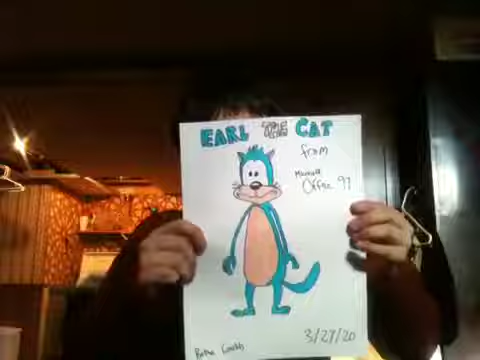 EARL THE CAT
from
Microsoft
Office 97
3/27/20